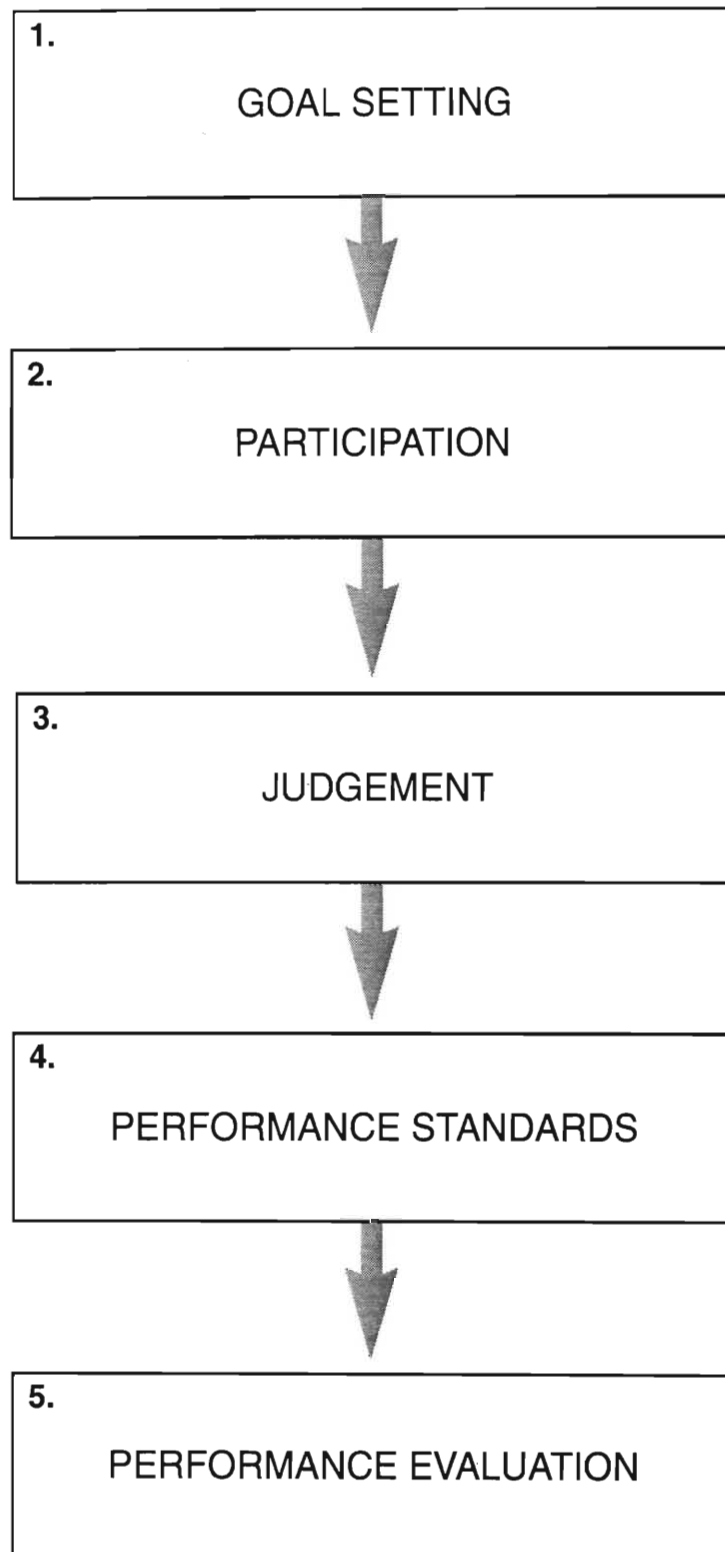 1.
GOAL SETTING
2.
PARTICIPATION
3.
JUDGEMENT
4.
PERFORMANCE STANDARDS
5.
PERFORMANCE EVALUATION